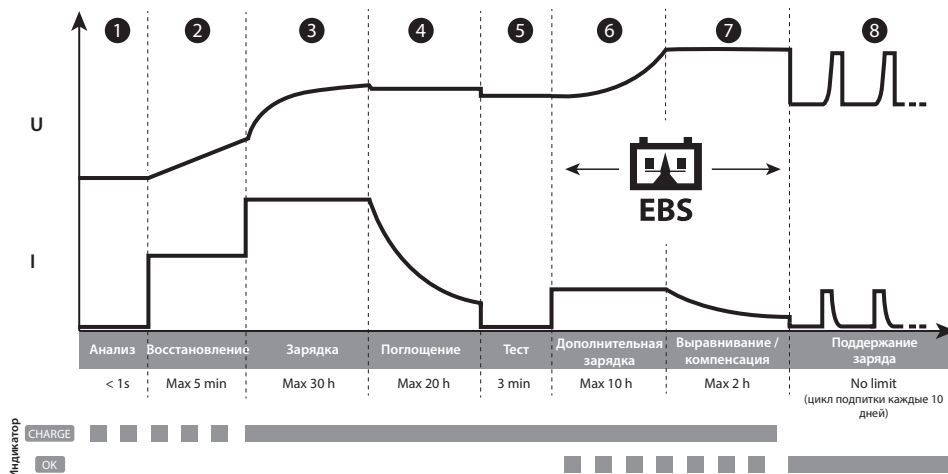 1 2 3 4 5 6 7 8
U
EBS
I
Анализ Восстановление Зарядка Поглощение Тест Дополнительная зарядка Выравнивание / компенсация Поддержание заряда
< 1s Max 5 min Max 30 h Max 20 h 3 min Max 10 h Max 2 h No limit
(цикл подпитки каждые 10
дней)
Индикатор
CHARGE
OK